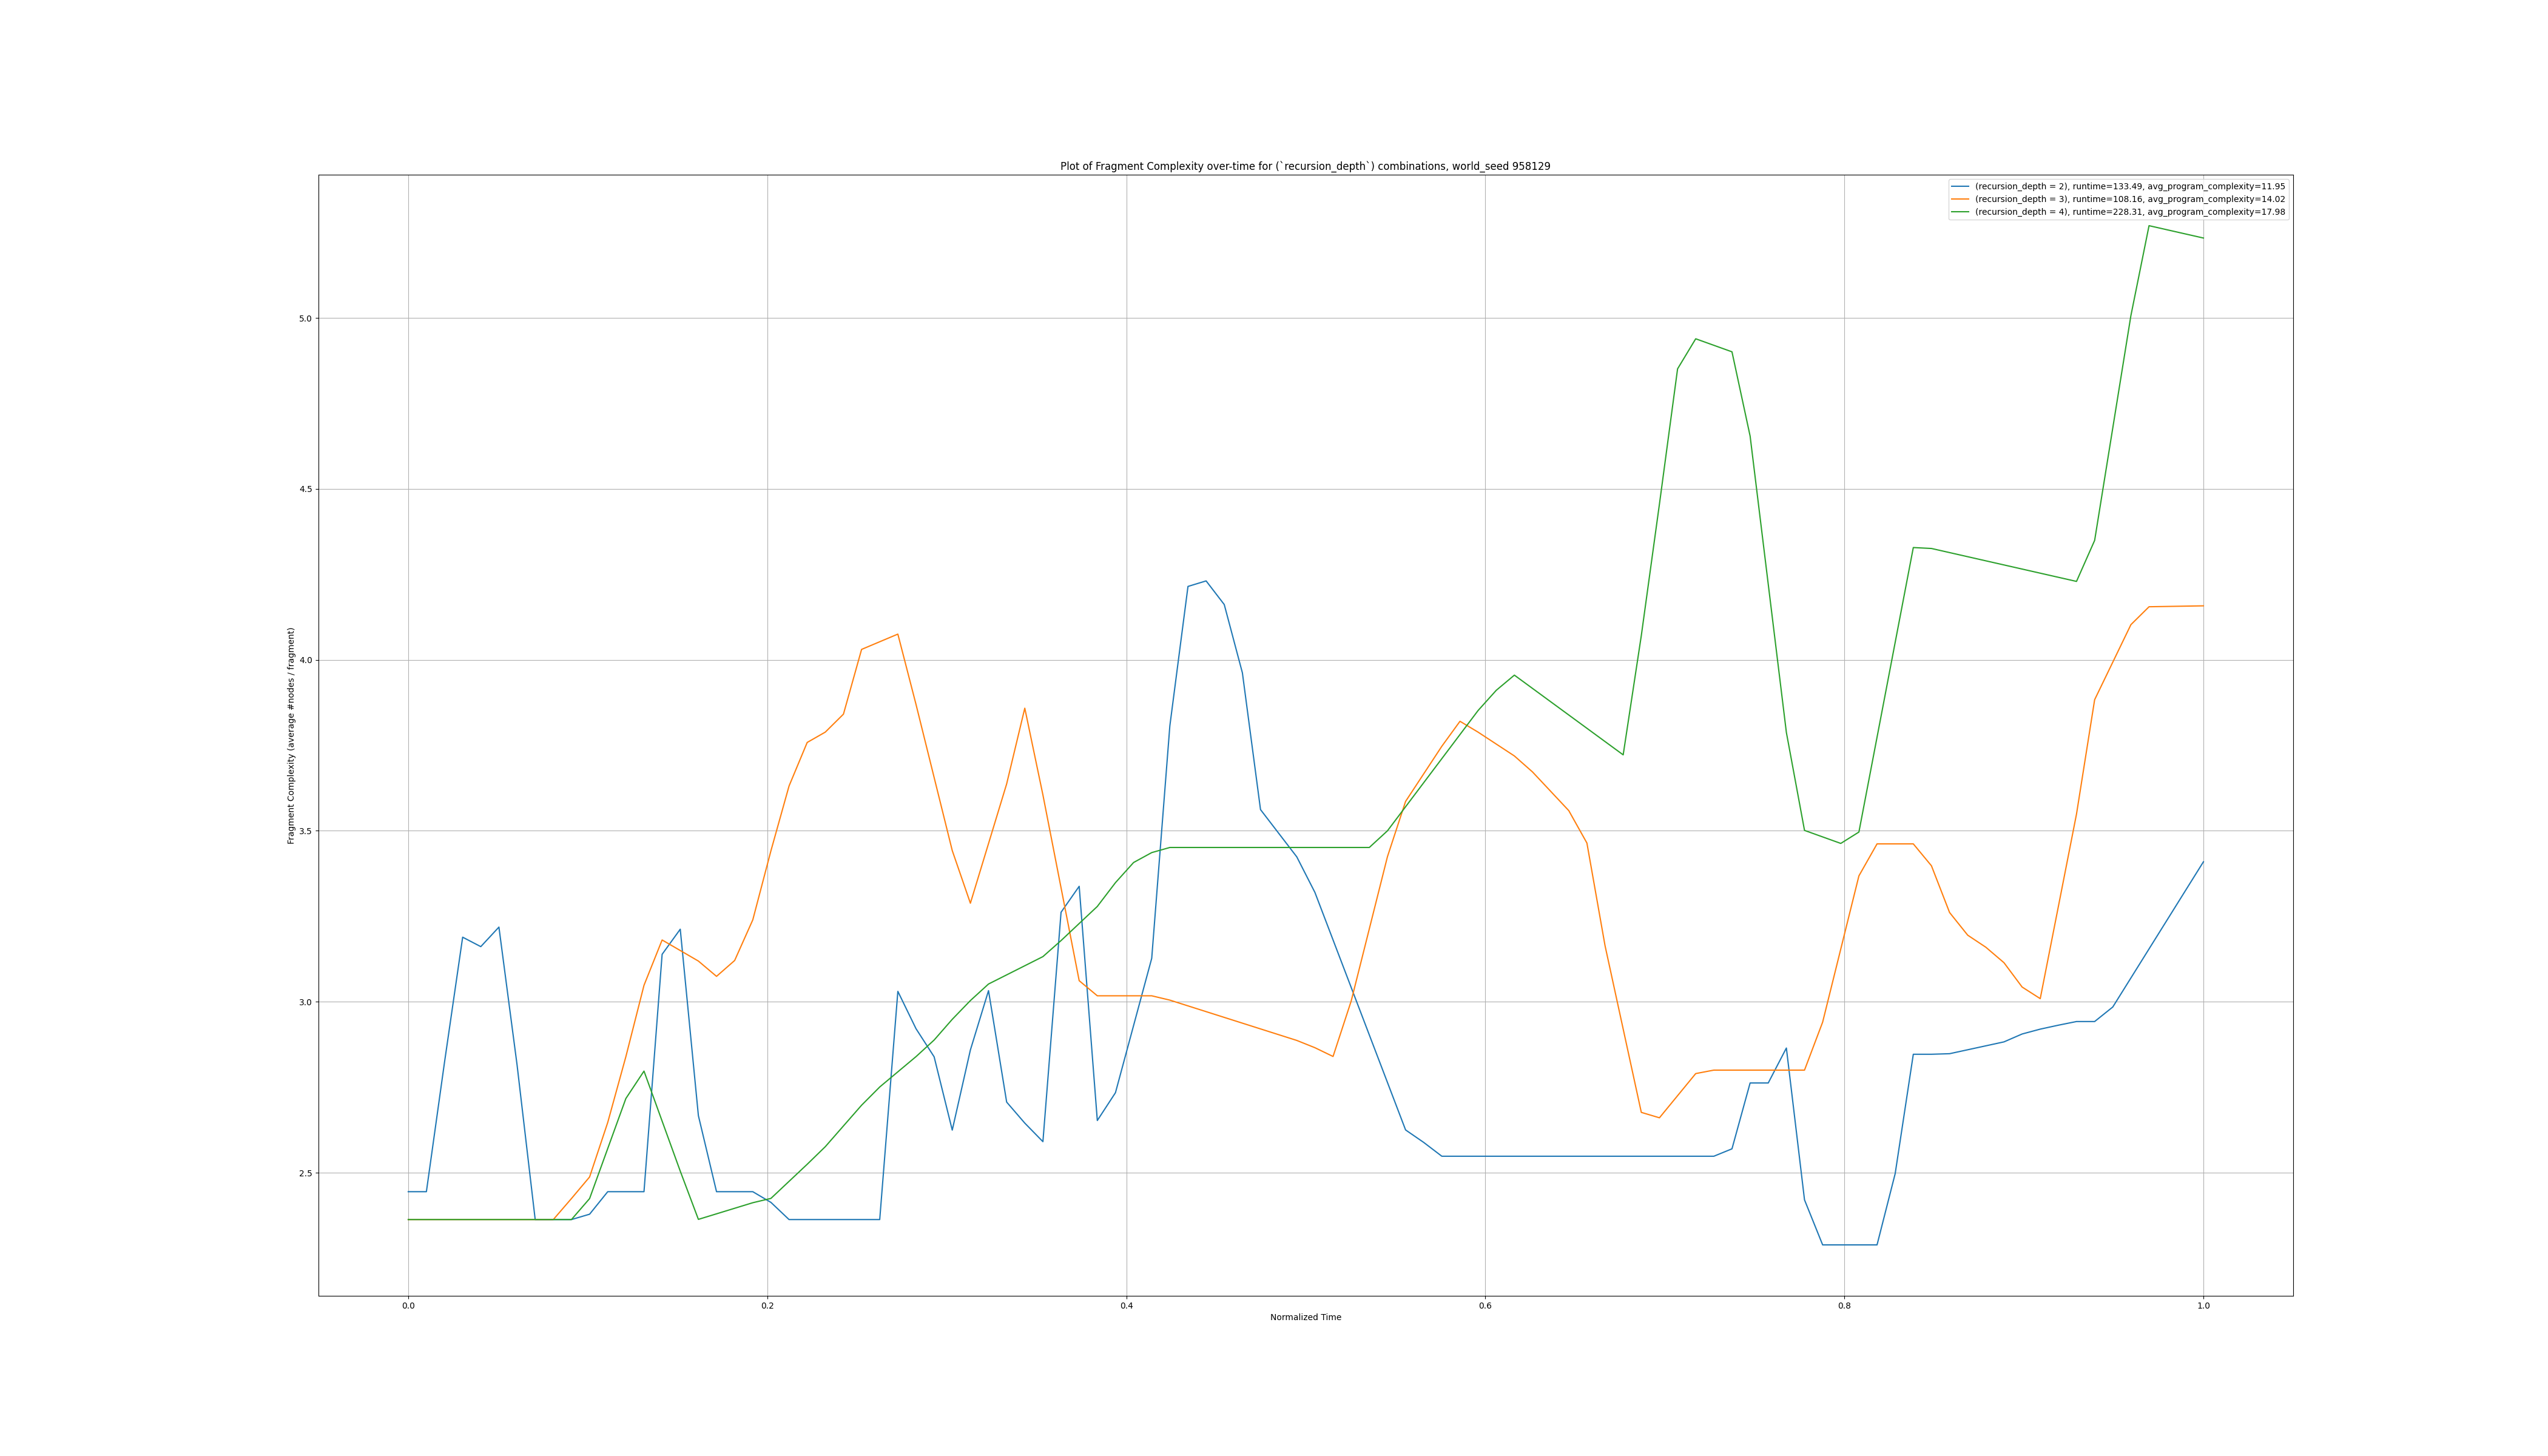 Plot of Fragment Complexity over-time for (`recursion_depth`) combinations, world_seed 958129
(recursion_depth = 2), runtime=133.49, avg_program_complexity=11.95
(recursion_depth = 3), runtime=108.16, avg_program_complexity=14.02
(recursion_depth = 4), runtime=228.31, avg_program_complexity=17.98
Fragment Complexity (average #nodes / fragment)
5.0
4.5
4.0
3.5
3.0
2.5
0.0 0.2 0.4 0.6 0.8 1.0
Normalized Time